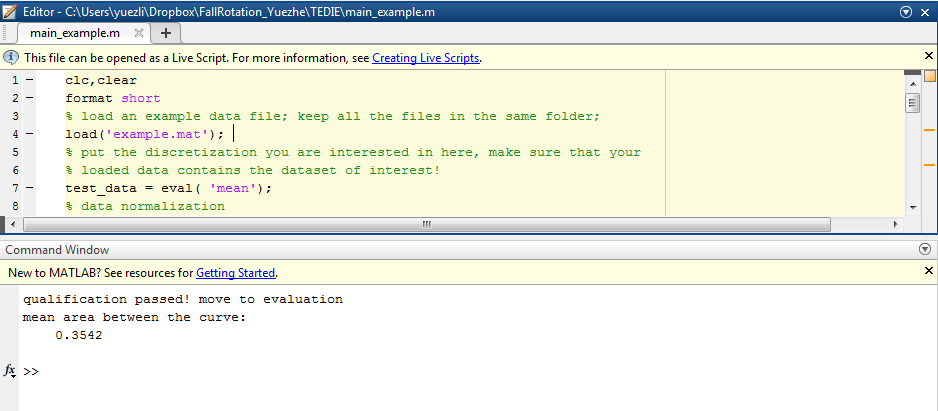 Editor - C:\Users\yuezli\Dropbox\FallRotation_Yuezhe\TEDIE\main_example.m
main_example.m
This file can be opened as a Live Script. For more information, see Creating Live Scripts.
1 – clc,clear
2 – format short
3 % load an example data file; keep all the files in the same folder;
4 – load('example.mat');
5 % put the discretization you are interested in here, make sure that your
6 % loaded data contains the dataset of interest!
7 – test_data = eval( 'mean');
8 % data normalization
Command Window
New to MATLAB? See resources for Getting Started.
qualification passed! move to evaluation
mean area between the curve:
0.3542
fx >>